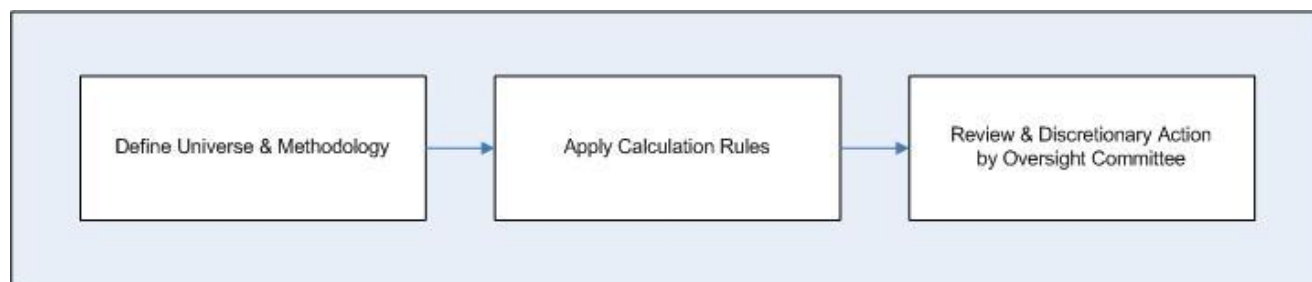 Define Universe & Methodology
Apply Calculation Rules
Review & Discretionary Action
by Oversight Committee